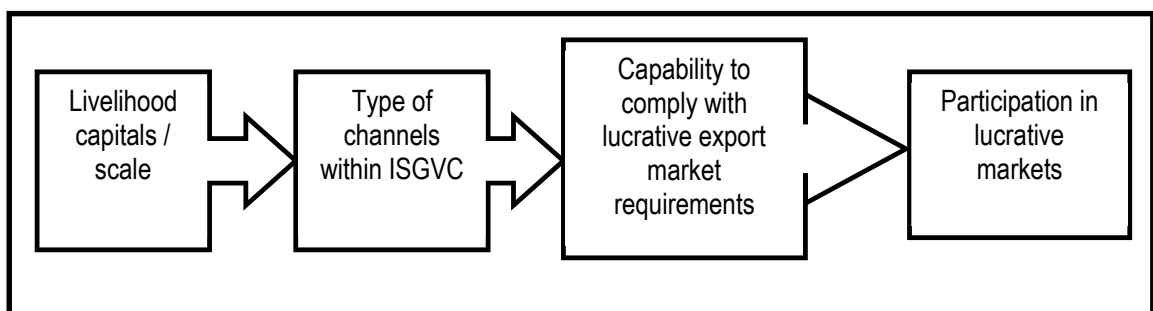 Livelihood
capitals /
scale
Type of
channels
within ISGVC
Capability to
comply with
lucrative export
market
requirements
Participation in
lucrative
markets